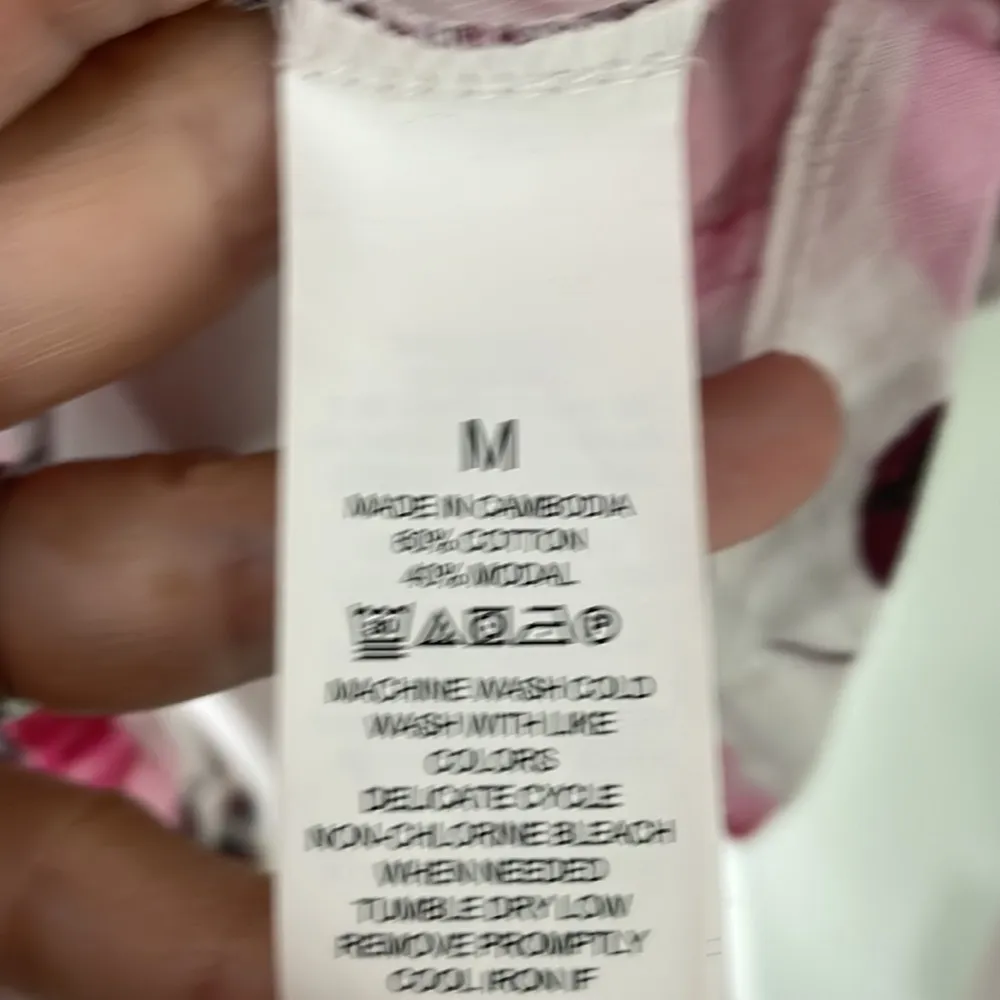 M
MADE IN CAMBODIA
60% COTTON
40% MODAL
30 P
MACHINE WASH COLD
WASH WITH LIKE
COLORS
DELICATE CYCLE
NON-CHLORINE BLEACH
WHEN NEEDED
TUMBLE DRY LOW
REMOVE PROMPTLY
COOL IRON IF